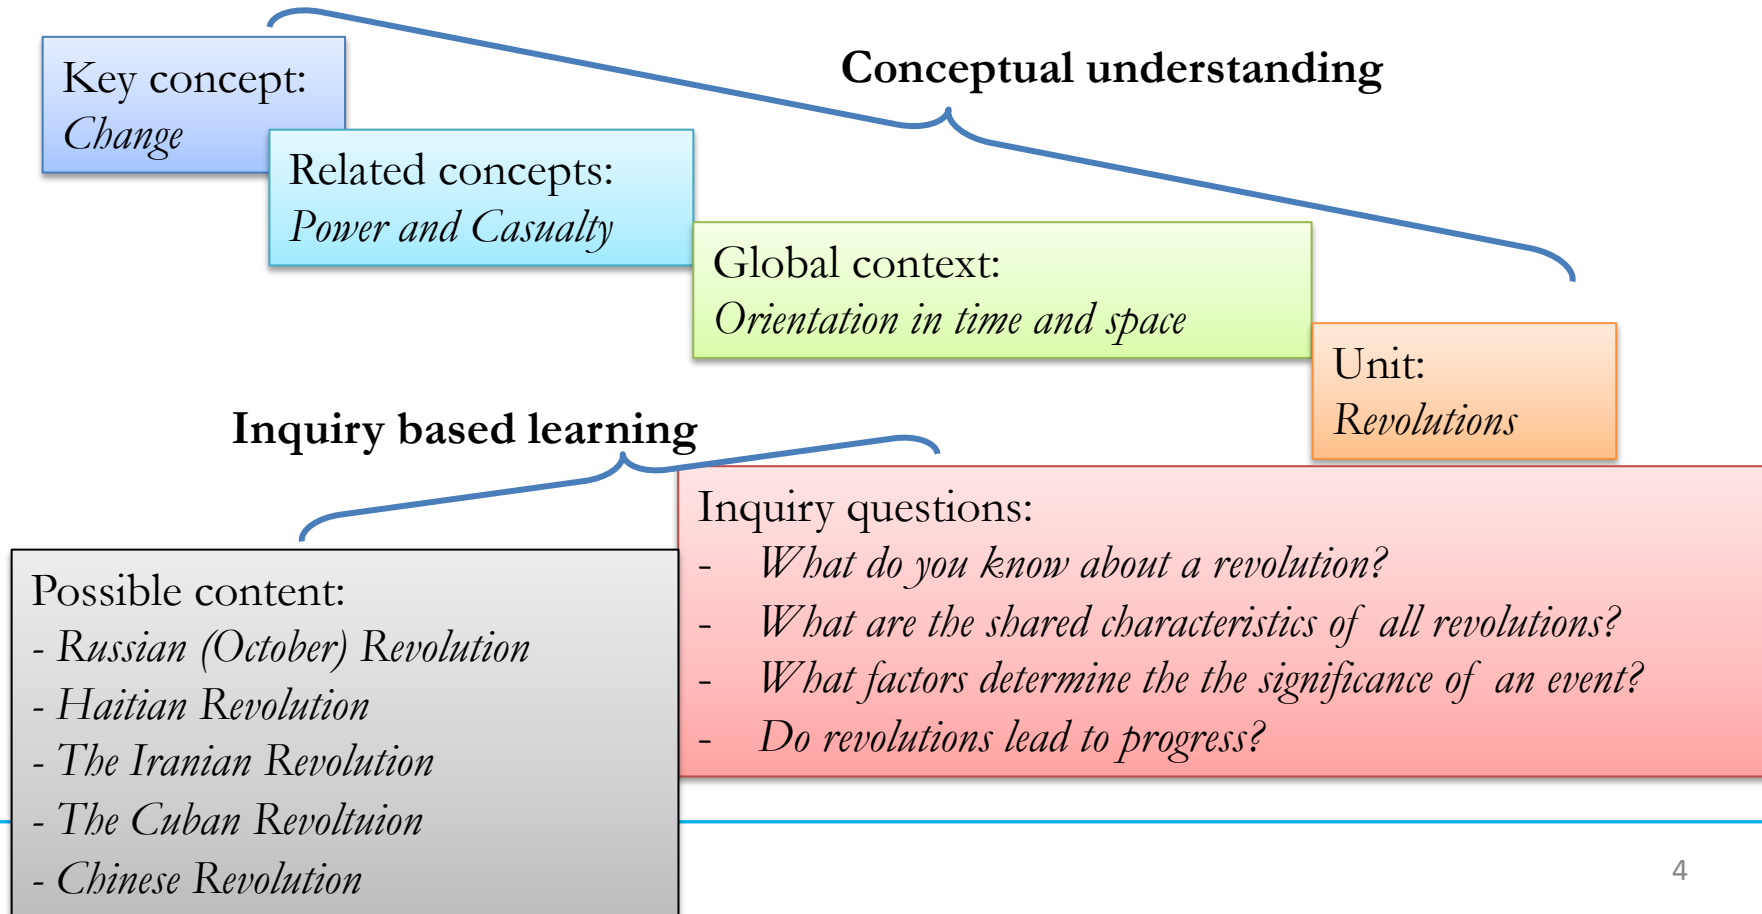 Conceptual understanding
Key concept:
Change
Related concepts:
Power and Casualty
Global context:
Orientation in time and space
Unit:
Revolutions
Inquiry based learning
Inquiry questions:
- What do you know about a revolution?
- What are the shared characteristics of all revolutions?
- What factors determine the the significance of an event?
- Do revolutions lead to progress?
Possible content:
- Russian (October) Revolution
- Haitian Revolution
- The Iranian Revolution
- The Cuban Revoltuion
- Chinese Revolution
4